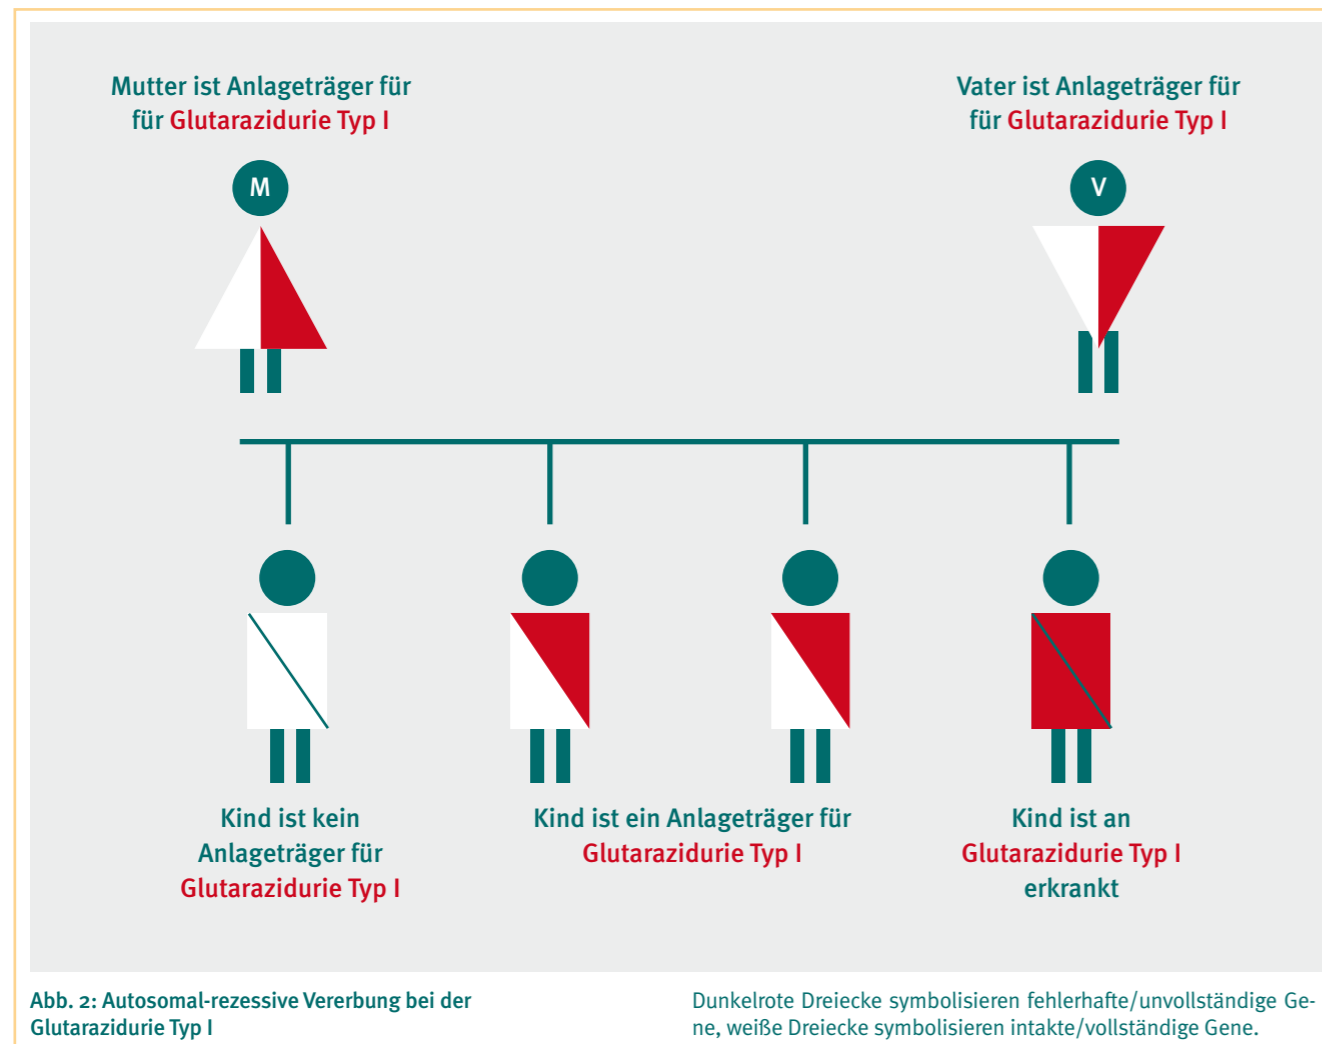 Mutter ist Anlageträger für
für Glutarazidurie Typ I
Vater ist Anlageträger für
für Glutarazidurie Typ I
M
V
Kind ist kein
Anlageträger für
Glutarazidurie Typ I
Kind ist ein Anlageträger für
Glutarazidurie Typ I
Kind ist an
Glutarazidurie Typ I
erkrankt
Abb. 2: Autosomal-rezessive Vererbung bei der
Glutarazidurie Typ I
Dunkelrote Dreiecke symbolisieren fehlerhafte/unvollständige Ge-
ne, weiße Dreiecke symbolisieren intakte/vollständige Gene.